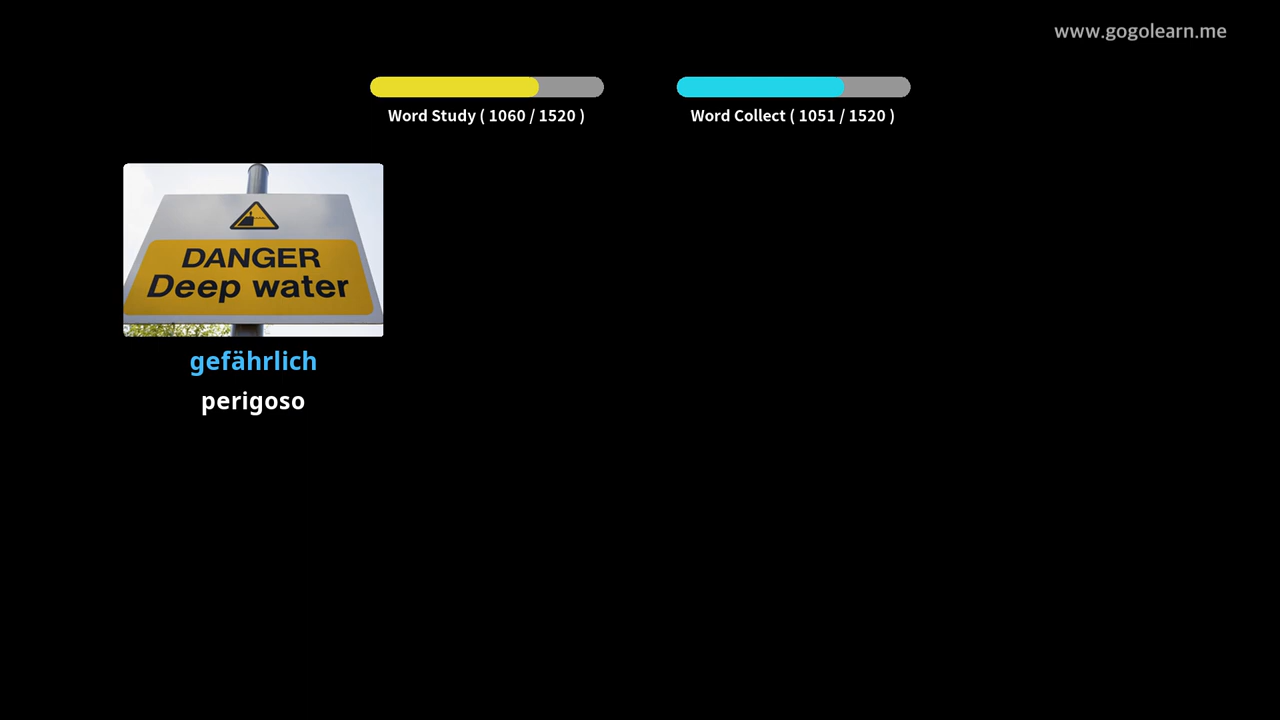 www.gogolearn.me
Word Study ( 1060 / 1520 )
Word Collect ( 1051 / 1520 )
DANGER
Deep water
gefährlich
perigoso